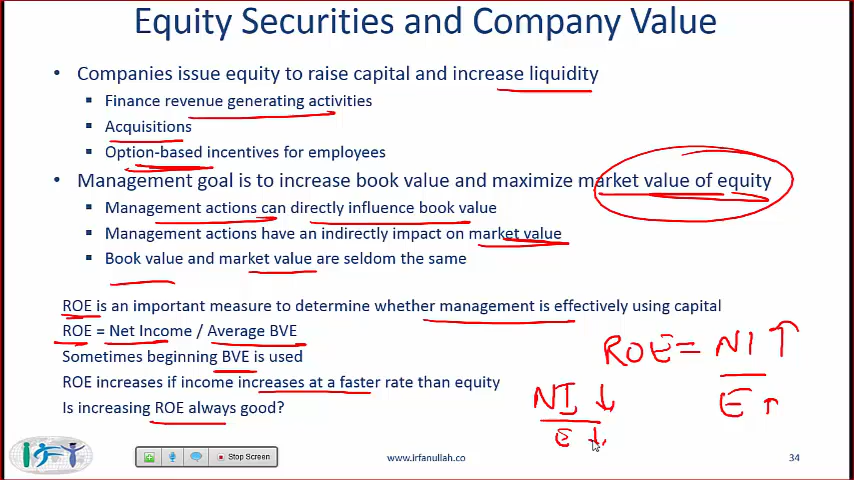 Equity Securities and Company Value
• Companies issue equity to raise capital and increase liquidity
▪ Finance revenue generating activities
▪ Acquisitions
▪ Option-based incentives for employees
• Management goal is to increase book value and maximize market value of equity
▪ Management actions can directly influence book value
▪ Management actions have an indirectly impact on market value
▪ Book value and market value are seldom the same
ROE is an important measure to determine whether management is effectively using capital
ROE = Net Income / Average BVE
Sometimes beginning BVE is used
ROE increases if income increases at a faster rate than equity
Is increasing ROE always good?
ROE = NI ↑
E ↑
NI ↓
E ↓
Stop Screen
www.irfanullah.co
34